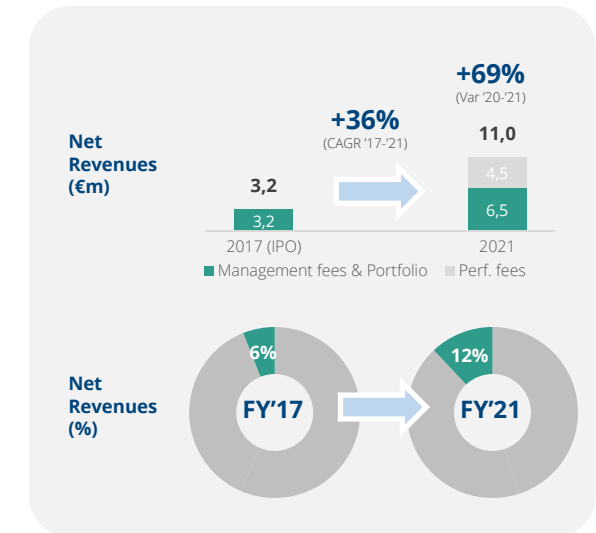 +69%
(Var '20-'21)
+36%
(CAGR '17-'21)
11,0
Net
Revenues
(€m)
3,2
4,5
3,2
6,5
2017 (IPO)
2021
Management fees & Portfolio
Perf. fees
6%
12%
Net
Revenues
(%)
FY'17
FY'21